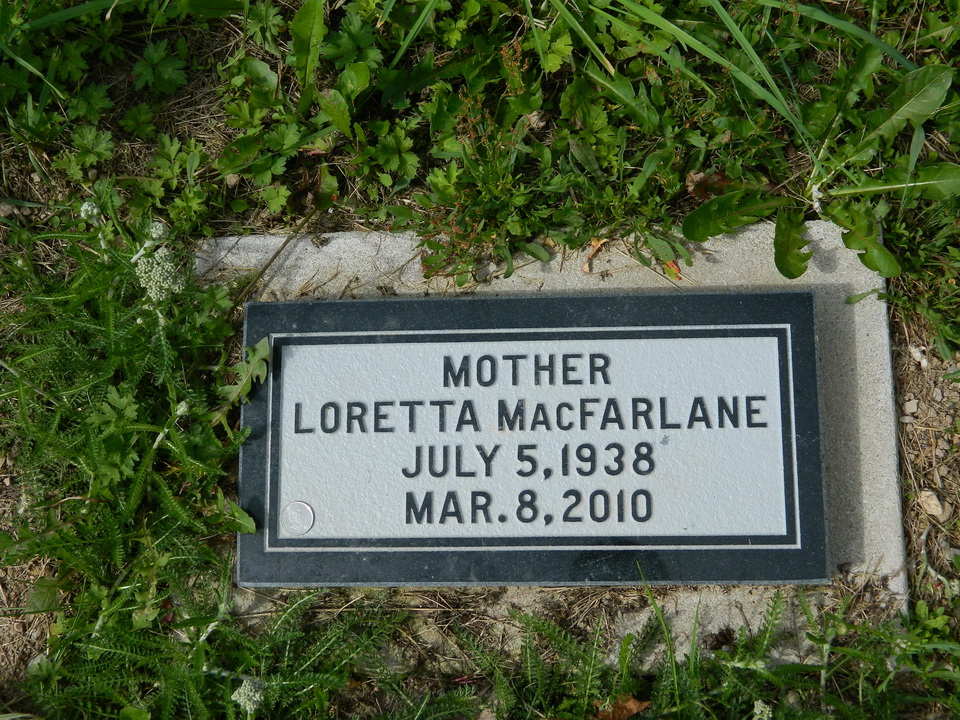 MOTHER
LORETTA MacFARLANE
JULY 5, 1938
MAR. 8, 2010